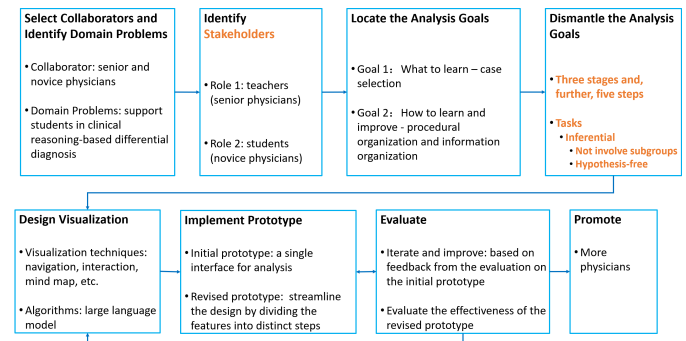 Select Collaborators and
Identify Domain Problems
• Collaborator: senior and
novice physicians
• Domain Problems: support
students in clinical
reasoning-based differential
diagnosis
Identify
Stakeholders
Role 1: teachers
(senior physicians)
Role 2: students
(novice physicians)
Locate the Analysis Goals
• Goal 1: What to learn – case
selection
• Goal 2: How to learn and
improve - procedural
organization and information
organization
Dismantle the Analysis
Goals
• Three stages and,
further, five steps
• Tasks
• Inferential
• Not involve subgroups
• Hypothesis-free
Design Visualization
• Visualization techniques:
navigation, interaction,
mind map, etc.
• Algorithms: large language
model
Implement Prototype
• Initial prototype: a single
interface for analysis
• Revised prototype: streamline
the design by dividing the
features into distinct steps
Evaluate
• Iterate and improve: based on
feedback from the evaluation on
the initial prototype
• Evaluate the effectiveness of the
revised prototype
Promote
• More
physicians